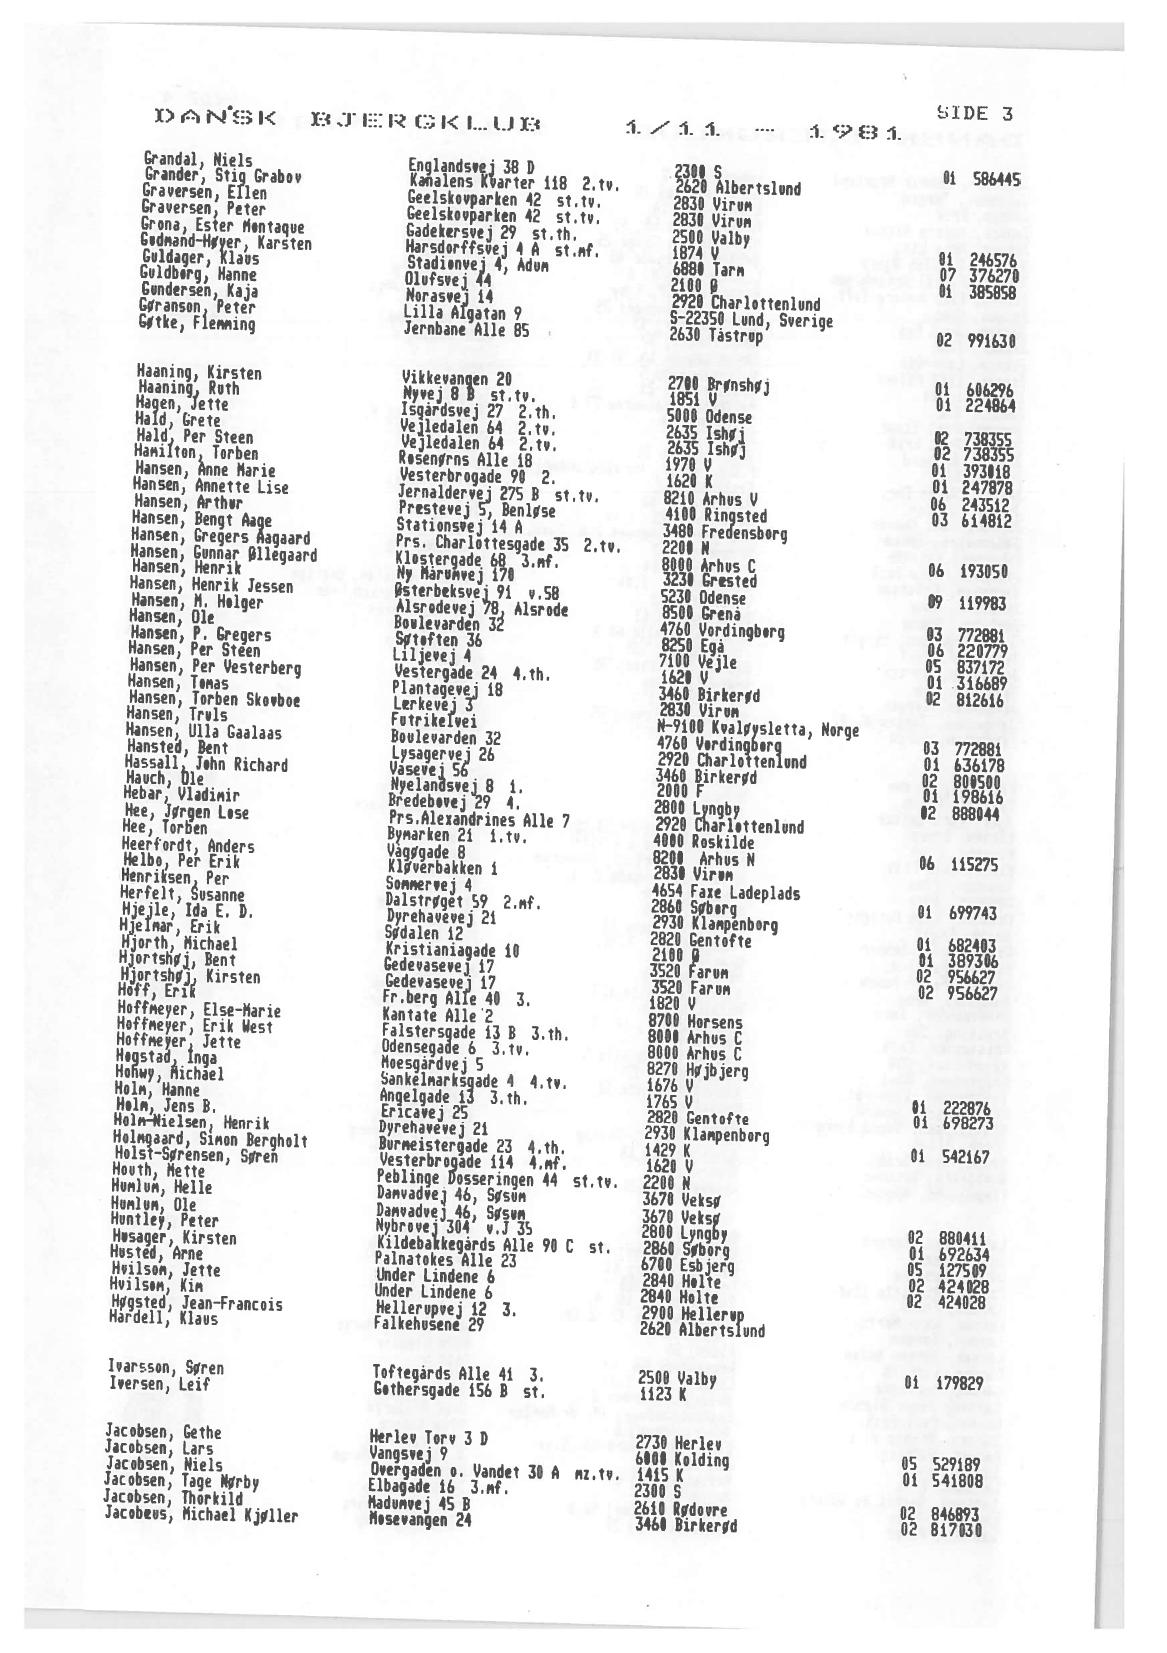 DANSK BJERGKLUB 1/11 - 1981 SIDE 3
Grandal, Niels Englandsvej 38 D 2300 S 01 586445
Grander, Stig Grabov Kanalens Kvarter 118 2.tv. 2620 Albertslund
Graversen, Ellen Geelskovparken 42 st.tv. 2830 Virum
Graversen, Peter Geelskovparken 42 st.tv. 2830 Virum
Grona, Ester Montaque Gadekersvej 29 st.th. 2500 Valby
Gudmand-Høyer, Karsten Harsdorffsvej 4 A st.mf. 1874 V 01 246576
Guldager, Klaus Stadionvej 4, Adum 6880 Tarm 07 376270
Guldberg, Hanne Olufsvej 44 2100 Ø 01 385858
Gundersen, Kaja Norasvej 14 2920 Charlottenlund
Gøranson, Peter Lilla Algatan 9 S-22350 Lund, Sverige
Gøtke, Flemming Jernbane Alle 85 2630 Tåstrup 02 991630
Haaning, Kirsten Vikkevangen 20 2700 Brønshøj 01 606296
Haaning, Ruth Nyvej 8 B st.tv. 1851 V 01 224864
Hagen, Jette Isgårdsvej 27 2.th. 5000 Odense
Hald, Grete Vejledalen 64 2.tv. 2635 Ishøj 02 738355
Hald, Per Steen Vejledalen 64 2.tv. 2635 Ishøj 02 738355
Hamilton, Torben Rosenørns Alle 18 1970 V 01 393018
Hansen, Anne Marie Vesterbrogade 90 2. 1620 K 01 247878
Hansen, Annette Lise Jernaldervej 275 B st.tv. 8210 Århus V 06 243512
Hansen, Arthur Prestevej 5, Benløse 4100 Ringsted 03 614812
Hansen, Bengt Aage Stationsvej 14 A 3480 Fredensborg
Hansen, Gregers Aagaard Prs. Charlottesgade 35 2.tv. 2200 N
Hansen, Gunnar Øllegaard Klostergade 68 3.mf. 8000 Århus C 06 193050
Hansen, Henrik Ny Mårumvej 170 3230 Grested
Hansen, Henrik Jessen Østerbeksvej 91 v.58 5230 Odense 09 119983
Hansen, M. Holger Alsrodevej 78, Alsrode 8500 Grenå
Hansen, Ole Boulevarden 32 4760 Vordingborg 03 772881
Hansen, P. Gregers Søtoften 36 8250 Egå 06 220779
Hansen, Per Steen Liljevej 4 7100 Vejle 05 837172
Hansen, Per Vesterberg Vestergade 24 4.th. 1620 V 01 316689
Hansen, Tomas Plantagevej 18 3460 Birkerød 02 812616
Hansen, Torben Skovboe Lerkevej 3 2830 Virum
Hansen, Truls Futrikelvei N-9100 Kvaløysletta, Norge
Hansen, Ulla Gaalaas Boulevarden 32 4760 Vordingborg 03 772881
Hansted, Bent Lysagervej 26 2920 Charlottenlund 01 636178
Hassall, John Richard Vasevej 56 3460 Birkerød 02 800500
Hauch, Ole Nyelandsvej 8 1. 2000 F 01 198616
Hebar, Vladimir Bredebovej 29 4. 2800 Lyngby 02 888044
Hee, Jørgen Lose Prs.Alexandrines Alle 7 2920 Charlottenlund
Hee, Torben Bymarken 21 1.tv. 4000 Roskilde
Heerfordt, Anders Vågøgade 8 8200 Århus N 06 115275
Helbo, Per Erik Kløverbakken 1 2830 Virum
Henriksen, Per Sommervej 4 4654 Faxe Ladeplads
Herfelt, Susanne Dalstrøget 59 2.mf. 2860 Søborg 01 699743
Hjejle, Ida E. D. Dyrehavevej 21 2930 Klampenborg
Hjelmar, Erik Sødalen 12 2820 Gentofte 01 682403
Hjorth, Michael Kristianiagade 10 2100 Ø 01 389306
Hjortshøj, Bent Gedevasevej 17 3520 Farum 02 956627
Hjortshøj, Kirsten Gedevasevej 17 3520 Farum 02 956627
Hoff, Erik Fr.berg Alle 40 3. 1820 V
Hoffmeyer, Else-Marie Kantate Alle 2 8700 Horsens
Hoffmeyer, Erik West Falstersgade 13 B 3.th. 8000 Århus C
Hoffmeyer, Jette Odensegade 6 3.tv. 8000 Århus C
Hogstad, Inga Moesgårdvej 5 8270 Højbjerg
Hohwy, Michael Sankelmarksgade 4 4.tv. 1676 V
Holm, Hanne Angelgade 13 3.th. 1765 V 01 222876
Holm, Jens B. Ericavej 25 2820 Gentofte 01 698273
Holm-Nielsen, Henrik Dyrehavevej 21 2930 Klampenborg
Holmgaard, Simon Bergholt Burmeistergade 23 4.th. 1429 K 01 542167
Holst-Sørensen, Søren Vesterbrogade 114 4.mf. 1620 V
Houth, Mette Peblinge Dosseringen 44 st.tv. 2200 N
Humlum, Helle Damvadvej 46, Søsum 3670 Veksø
Humlum, Ole Damvadvej 46, Søsum 3670 Veksø
Huntley, Peter Nybrovej 304 v.J 35 2800 Lyngby 02 880411
Husager, Kirsten Kildebakkegårds Alle 90 C st. 2860 Søborg 01 692634
Husted, Arne Palnatokes Alle 23 6700 Esbjerg 05 127509
Hvilsom, Jette Under Lindene 6 2840 Holte 02 424028
Hvilsom, Kim Under Lindene 6 2840 Holte 02 424028
Høgsted, Jean-Francois Hellerupvej 12 3. 2900 Hellerup
Hardell, Klaus Falkehusene 29 2620 Albertslund
Ivarsson, Søren Toftegårds Alle 41 3. 2500 Valby 01 179829
Iversen, Leif Gothersgade 156 B st. 1123 K
Jacobsen, Gethe Herlev Torv 3 D 2730 Herlev
Jacobsen, Lars Vangsvej 9 6000 Kolding 05 529189
Jacobsen, Niels Overgaden o. Vandet 30 A mz.tv. 1415 K 01 541808
Jacobsen, Tage Nørby Elbagade 16 3.mf. 2300 S
Jacobsen, Thorkild Madumvej 45 B 2610 Rødovre 02 846893
Jacobeus, Michael Kjøller Mosevangen 24 3460 Birkerød 02 817030